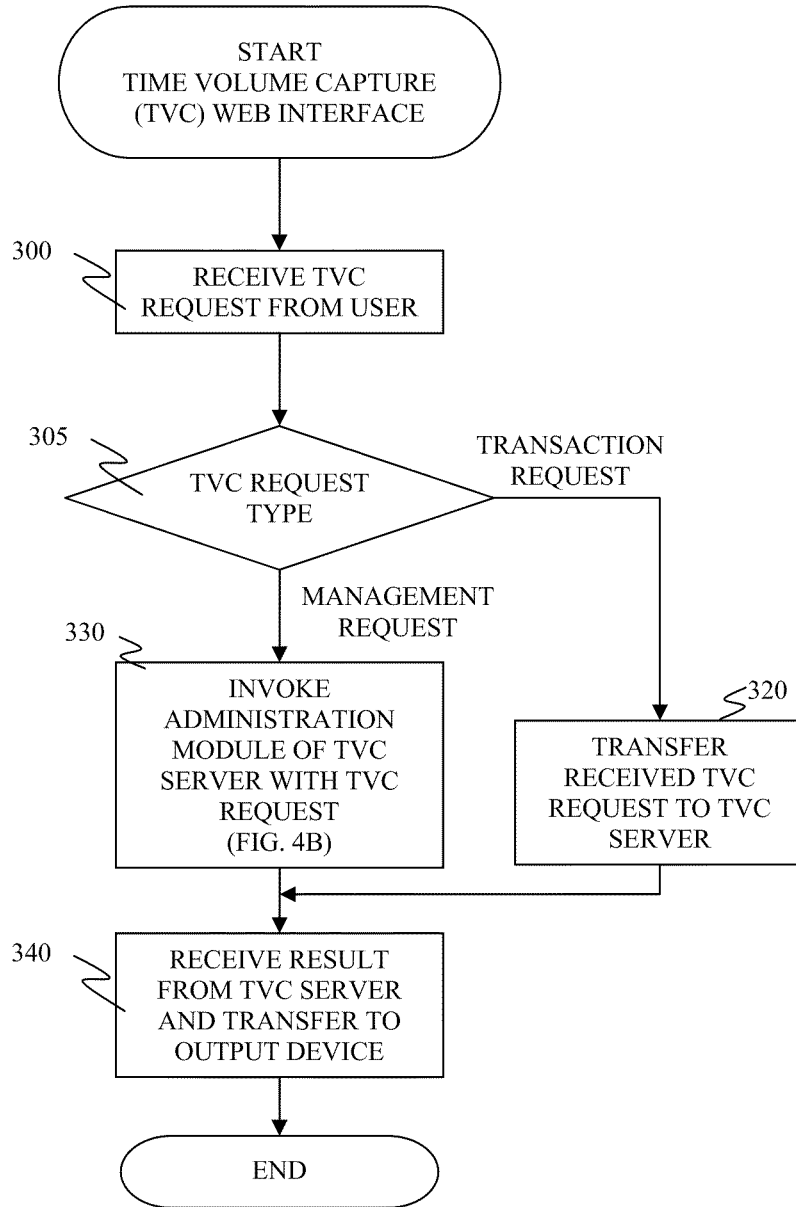 START
TIME VOLUME CAPTURE
(TVC) WEB INTERFACE
300
RECEIVE TVC
REQUEST FROM USER
305
TVC REQUEST
TYPE
TRANSACTION
REQUEST
MANAGEMENT
REQUEST
330
INVOKE
ADMINISTRATION
MODULE OF TVC
SERVER WITH TVC
REQUEST
(FIG. 4B)
320
TRANSFER
RECEIVED TVC
REQUEST TO TVC
SERVER
340
RECEIVE RESULT
FROM TVC SERVER
AND TRANSFER TO
OUTPUT DEVICE
END